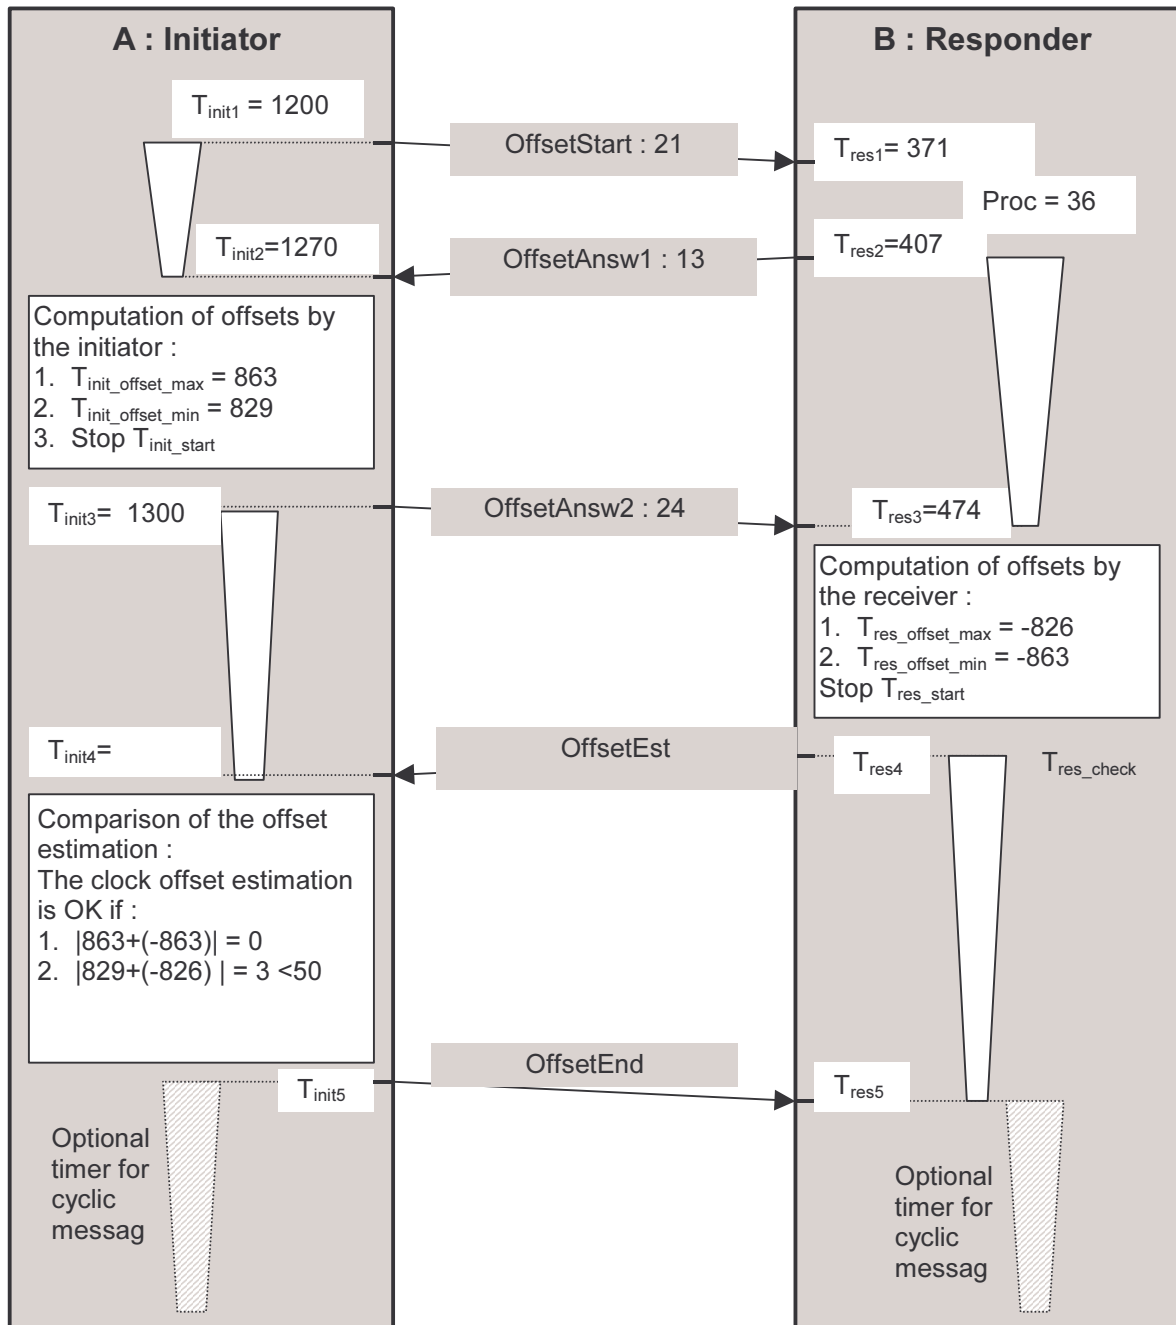 A : Initiator
B : Responder
Tinit1 = 1200
OffsetStart : 21
Tres1= 371
Proc = 36
Tinit2=1270
OffsetAnsw1 : 13
Tres2=407
Computation of offsets by
the initiator :
1. Tinit_offset_max = 863
2. Tinit_offset_min = 829
3. Stop Tinit_start
Tinit3= 1300
OffsetAnsw2 : 24
Tres3=474
Computation of offsets by
the receiver :
1. Tres_offset_max = -826
2. Tres_offset_min = -863
Stop Tres_start
Tinit4=
OffsetEst
Tres4
Tres_check
Comparison of the offset
estimation :
The clock offset estimation
is OK if :
1. |863+(-863)| = 0
2. |829+(-826) | = 3 <50
OffsetEnd
Tinit5
Tres5
Optional
timer for
cyclic
messag
Optional
timer for
cyclic
messag